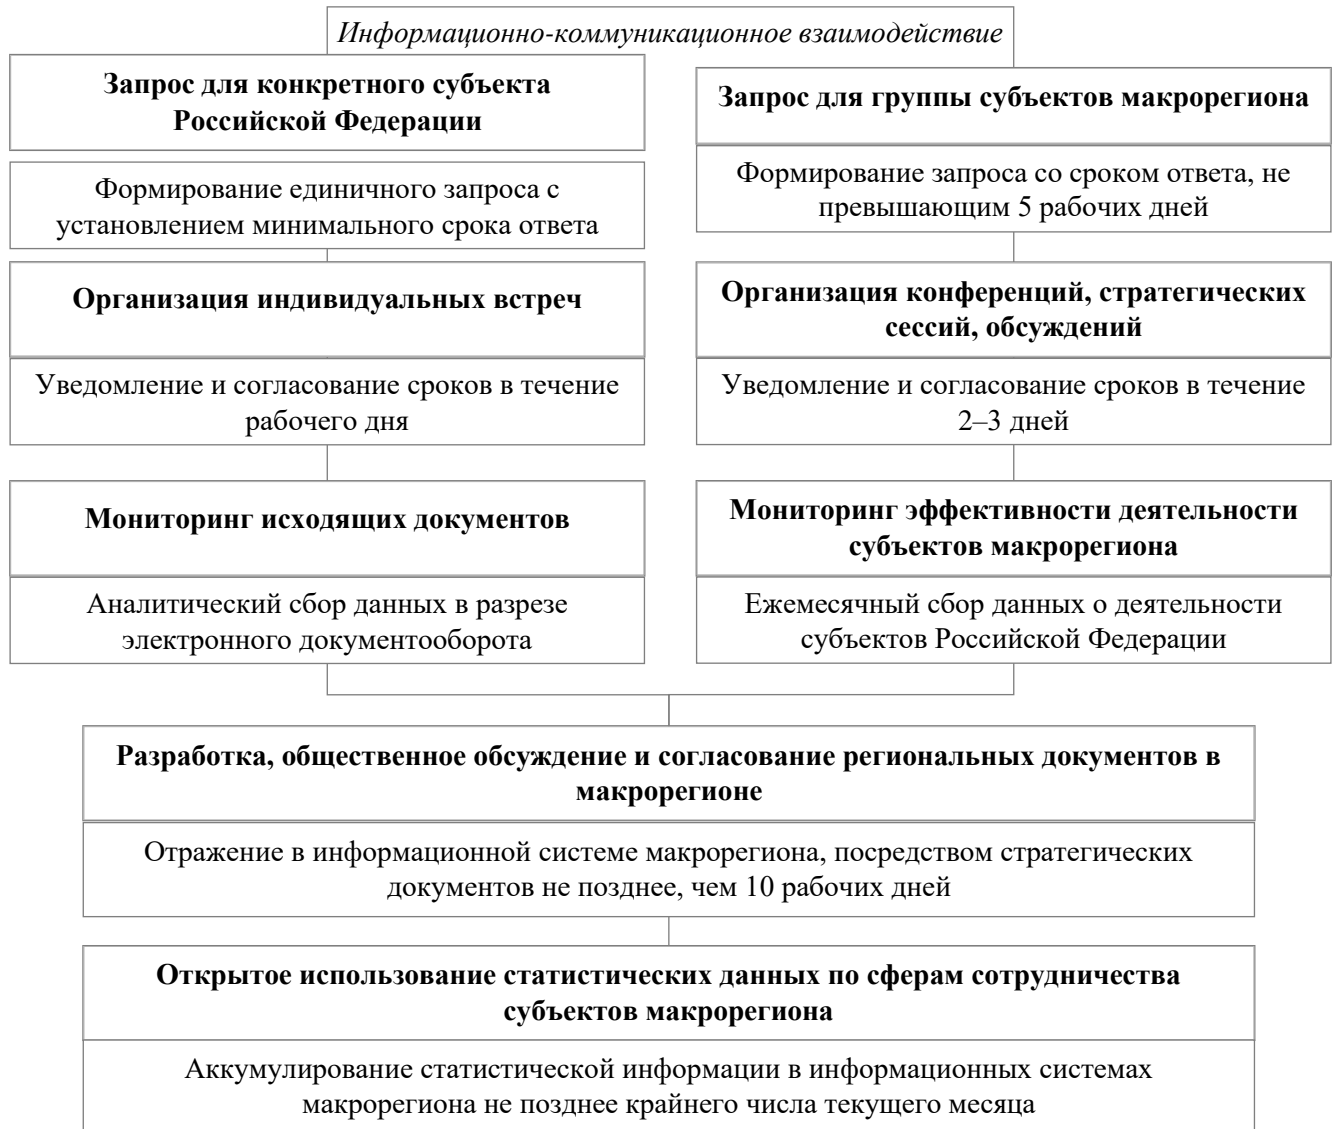 Информационно-коммуникационное взаимодействие
Запрос для конкретного субъекта
Российской Федерации
Формирование единичного запроса с
установлением минимального срока ответа
Организация индивидуальных встреч
Уведомление и согласование сроков в течение
рабочего дня
Мониторинг исходящих документов
Аналитический сбор данных в разрезе
электронного документооборота
Запрос для группы субъектов макрорегиона
Формирование запроса со сроком ответа, не
превышающим 5 рабочих дней
Организация конференций, стратегических
сессий, обсуждений
Уведомление и согласование сроков в течение
2–3 дней
Мониторинг эффективности деятельности
субъектов макрорегиона
Ежемесячный сбор данных о деятельности
субъектов Российской Федерации
Разработка, общественное обсуждение и согласование региональных документов в
макрорегионе
Отражение в информационной системе макрорегиона, посредством стратегических
документов не позднее, чем 10 рабочих дней
Открытое использование статистических данных по сферам сотрудничества
субъектов макрорегиона
Аккумулирование статистической информации в информационных системах
макрорегиона не позднее крайнего числа текущего месяца